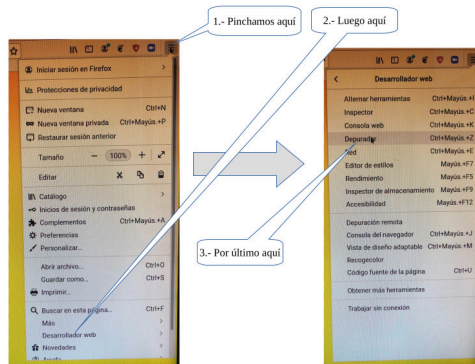 1.- Pinchamos aquí
2.- Luego aquí
Iniciar sesión en Firefox
Protecciones de privacidad
Nueva ventana Ctrl+N
Nueva ventana privada Ctrl+Mayús.+P
Restaurar sesión anterior
Tamaño − 100% +
Editar
Catálogo
Inicios de sesión y contraseñas
Complementos Ctrl+Mayús.+A
Preferencias
Personalizar...
Abrir archivo... Ctrl+O
Guardar como... Ctrl+S
Imprimir...
Buscar en esta página... Ctrl+F
Más
Desarrollador web
Novedades
Ayuda
Desarrollador web
Alternar herramientas Ctrl+Mayús.+I
Inspector Ctrl+Mayús.+C
Consola web Ctrl+Mayús.+K
Depurador Ctrl+Mayús.+Z
Red Ctrl+Mayús.+E
Editor de estilos Mayús.+F7
Rendimiento Mayús.+F5
Inspector de almacenamiento Mayús.+F9
Accesibilidad Mayús.+F12
Depuración remota
Consola del navegador Ctrl+Mayús.+J
Vista de diseño adaptable Ctrl+Mayús.+M
Recogecolor
Código fuente de la página Ctrl+U
Obtener más herramientas
Trabajar sin conexión
3.- Por último aquí